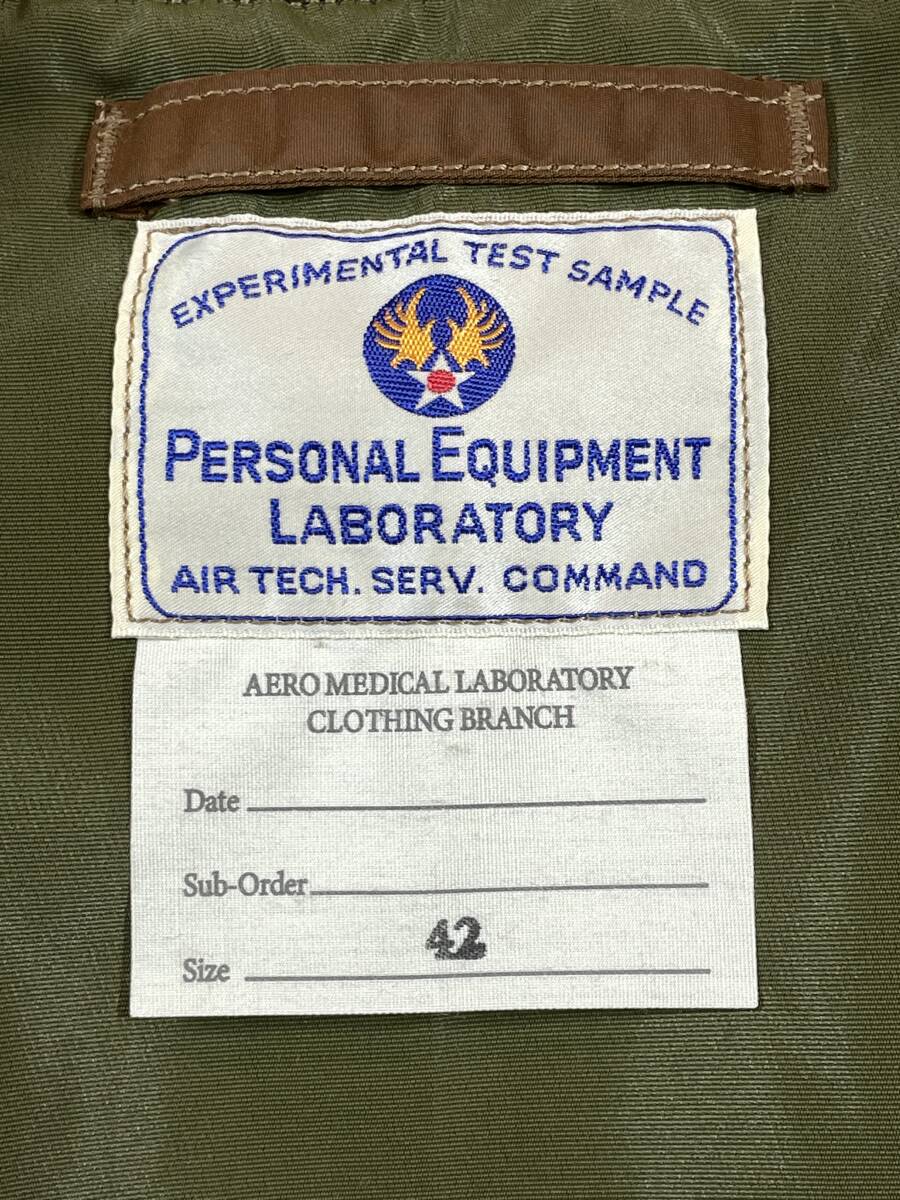 EXPERIMENTAL TEST SAMPLE
PERSONAL EQUIPMENT
LABORATORY
AIR TECH. SERV. COMMAND
AERO MEDICAL LABORATORY
CLOTHING BRANCH
Date
Sub-Order
Size 42